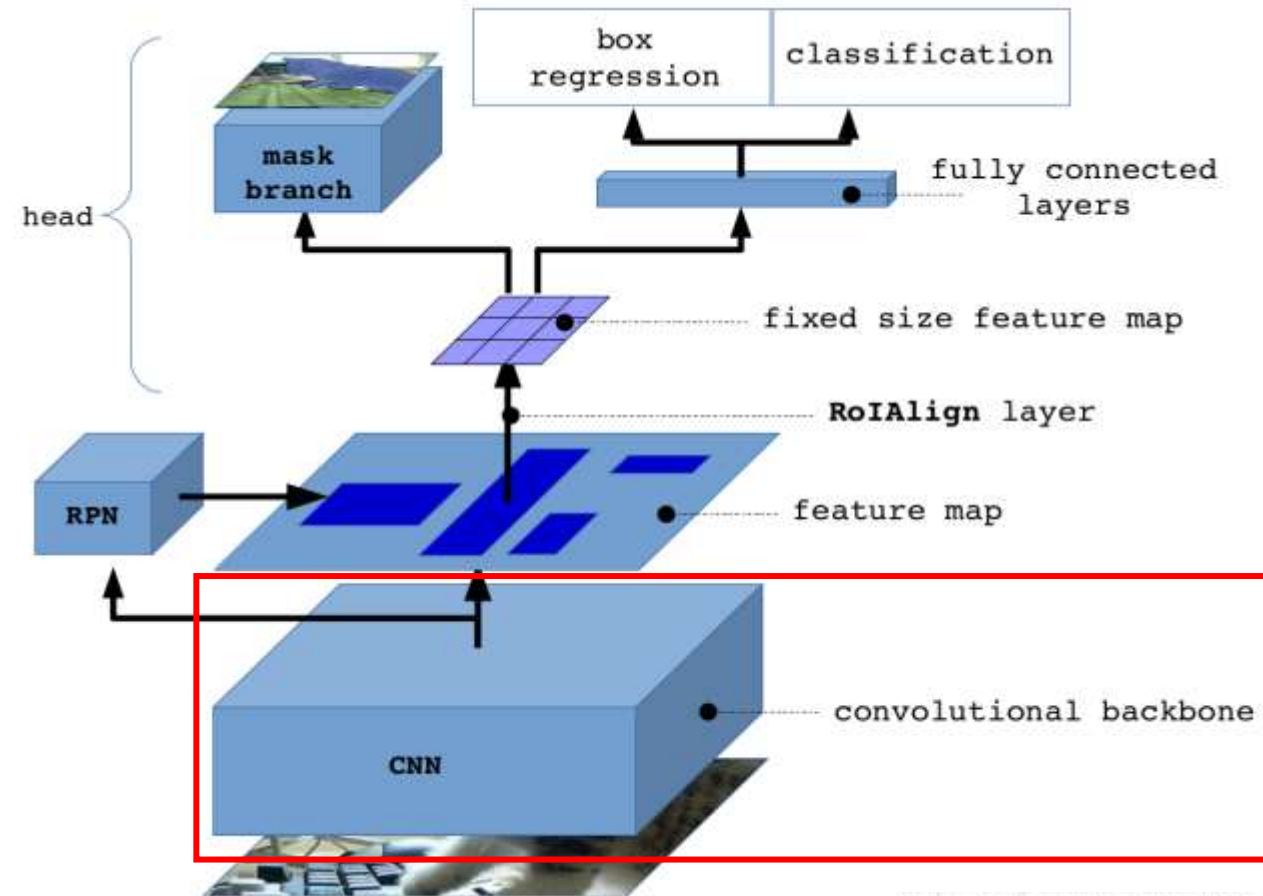 box
regression
classification
mask
branch
fully connected
layers
head
fixed size feature map
RoIAlign layer
RPN
feature map
convolutional backbone
CNN